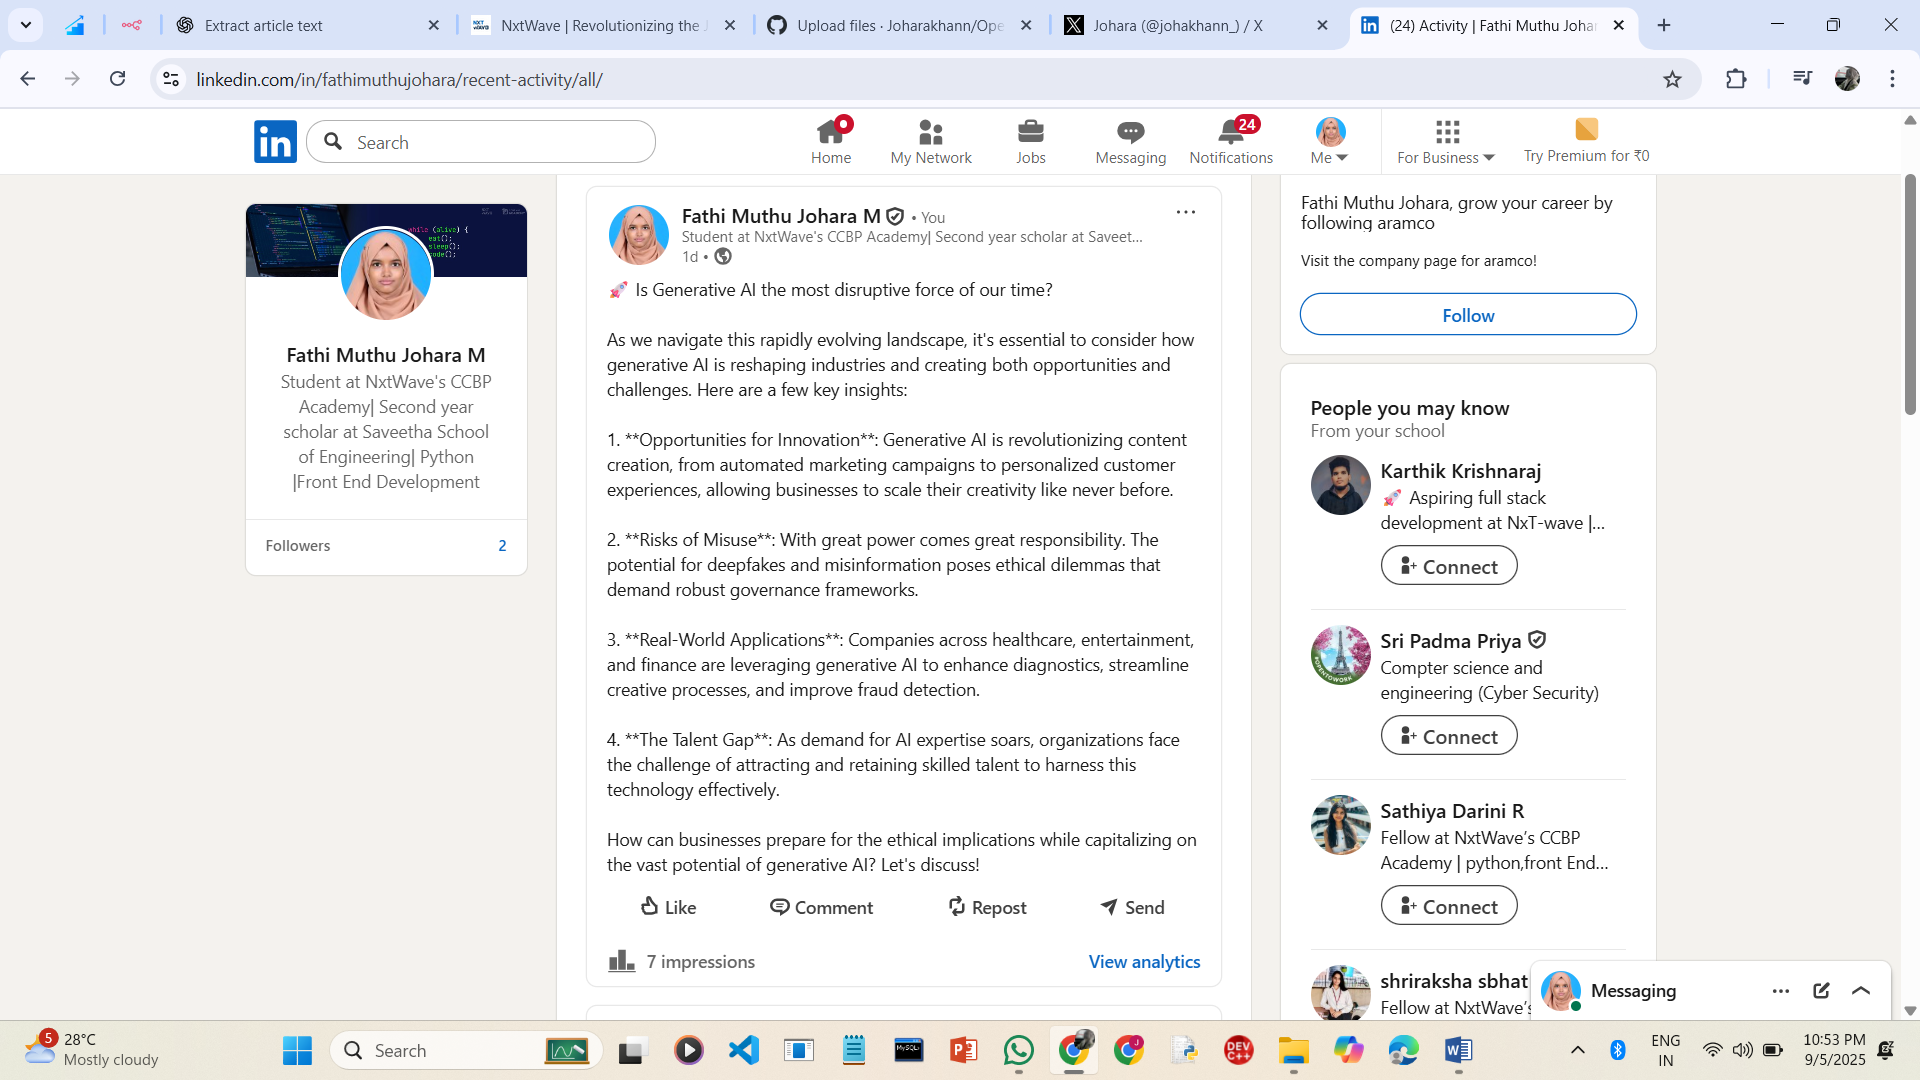 Extract article text
NxtWave | Revolutionizing the J
Upload files · Joharakhann/Ope
Johara (@johakhann_) / X
(24) Activity | Fathi Muthu Johar
linkedin.com/in/fathimuthujohara/recent-activity/all/
in
Search
Home
My Network
Jobs
Messaging
24
Notifications
Me
For Business
Try Premium for ₹0
while (alive) {
eat();
sleep();
code();
Fathi Muthu Johara M
Student at NxtWave's CCBP
Academy| Second year
scholar at Saveetha School
of Engineering| Python
|Front End Development
Followers
2
Fathi Muthu Johara M • You
Student at NxtWave's CCBP Academy| Second year scholar at Saveet...
1d •
🚀 Is Generative AI the most disruptive force of our time?
As we navigate this rapidly evolving landscape, it's essential to consider how
generative AI is reshaping industries and creating both opportunities and
challenges. Here are a few key insights:
1. **Opportunities for Innovation**: Generative AI is revolutionizing content
creation, from automated marketing campaigns to personalized customer
experiences, allowing businesses to scale their creativity like never before.
2. **Risks of Misuse**: With great power comes great responsibility. The
potential for deepfakes and misinformation poses ethical dilemmas that
demand robust governance frameworks.
3. **Real-World Applications**: Companies across healthcare, entertainment,
and finance are leveraging generative AI to enhance diagnostics, streamline
creative processes, and improve fraud detection.
4. **The Talent Gap**: As demand for AI expertise soars, organizations face
the challenge of attracting and retaining skilled talent to harness this
technology effectively.
How can businesses prepare for the ethical implications while capitalizing on
the vast potential of generative AI? Let's discuss!
Like
Comment
Repost
Send
7 impressions
View analytics
Fathi Muthu Johara, grow your career by
following aramco
Visit the company page for aramco!
Follow
People you may know
From your school
Karthik Krishnaraj
🚀 Aspiring full stack
development at NxT-wave |...
Connect
Sri Padma Priya
Compter science and
engineering (Cyber Security)
#OPENTOWORK
Connect
Sathiya Darini R
Fellow at NxtWave’s CCBP
Academy | python,front End...
Connect
shriraksha sbhat
Fellow at NxtWave’s
Messaging
5
28°C
Mostly cloudy
Search
MySQL
DEV
C++
ENG
IN
10:53 PM
9/5/2025